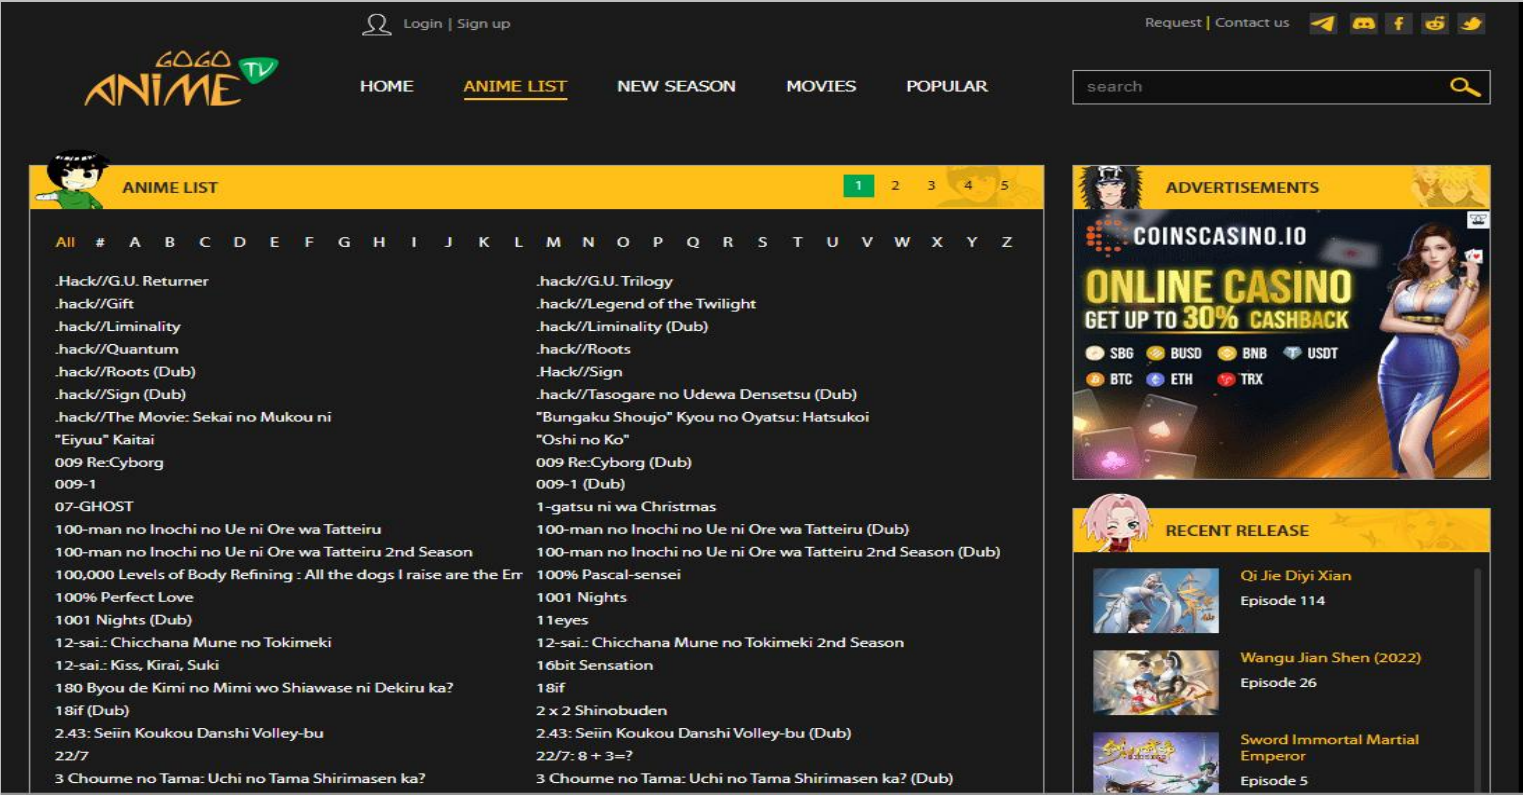 Login | Sign up
Request | Contact us
GOGO
ANIME TV
HOME ANIME LIST NEW SEASON MOVIES POPULAR
search
ANIME LIST
1 2 3 4 5
All # A B C D E F G H I J K L M N O P Q R S T U V W X Y Z
.Hack//G.U. Returner
.hack//G.U. Trilogy
.hack//Gift
.hack//Legend of the Twilight
.hack//Liminality
.hack//Liminality (Dub)
.hack//Quantum
.hack//Roots
.hack//Roots (Dub)
.Hack//Sign
.hack//Sign (Dub)
.hack//Tasogare no Udewa Densetsu (Dub)
.hack//The Movie: Sekai no Mukou ni
"Bungaku Shoujo" Kyou no Oyatsu: Hatsukoi
"Eiyuu" Kaitai
"Oshi no Ko"
009 Re:Cyborg
009 Re:Cyborg (Dub)
009-1
009-1 (Dub)
07-GHOST
1-gatsu ni wa Christmas
100-man no Inochi no Ue ni Ore wa Tatteiru
100-man no Inochi no Ue ni Ore wa Tatteiru (Dub)
100-man no Inochi no Ue ni Ore wa Tatteiru 2nd Season
100-man no Inochi no Ue ni Ore wa Tatteiru 2nd Season (Dub)
100,000 Levels of Body Refining : All the dogs I raise are the Em
100% Pascal-sensei
100% Perfect Love
1001 Nights
1001 Nights (Dub)
11eyes
12-sai.: Chicchana Mune no Tokimeki
12-sai.: Chicchana Mune no Tokimeki 2nd Season
12-sai.: Kiss, Kirai, Suki
16bit Sensation
180 Byou de Kimi no Mimi wo Shiawase ni Dekiru ka?
18if
18if (Dub)
2 x 2 Shinobuden
2.43: Seiin Koukou Danshi Volley-bu
2.43: Seiin Koukou Danshi Volley-bu (Dub)
22/7
22/7: 8 + 3=?
3 Choume no Tama: Uchi no Tama Shirimasen ka?
3 Choume no Tama: Uchi no Tama Shirimasen ka? (Dub)
ADVERTISEMENTS
COINSCASINO.IO
ONLINE CASINO
GET UP TO 30% CASHBACK
SBG BUSD BNB USDT
BTC ETH TRX
RECENT RELEASE
Qi Jie Diyi Xian
Episode 114
Wangu Jian Shen (2022)
Episode 26
Sword Immortal Martial
Emperor
Episode 5